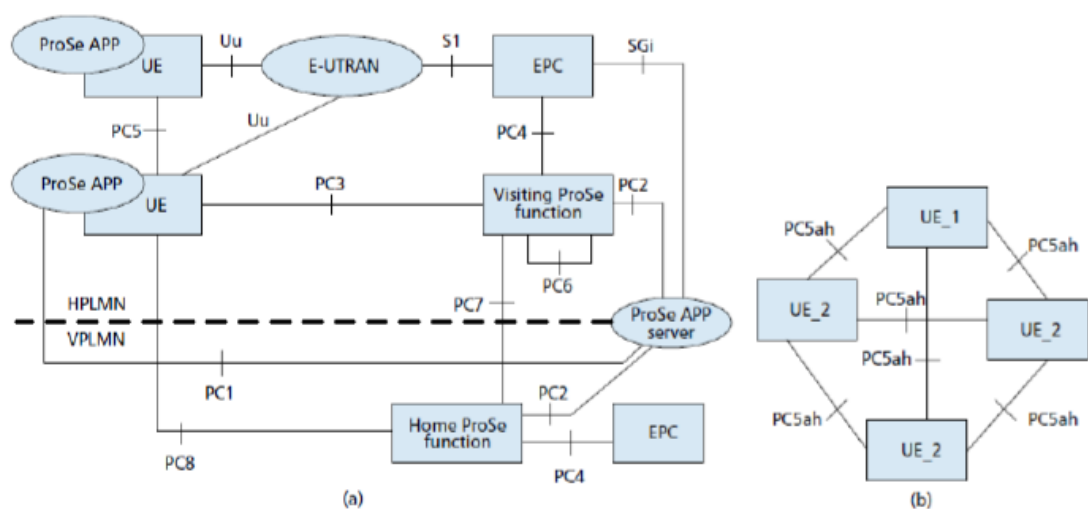 ProSe APP
UE
Uu
E-UTRAN
S1
EPC
SGi
PC5
Uu
PC4
ProSe APP
UE
PC3
Visiting ProSe
function
PC2
PC6
HPLMN
PC7
VPLMN
ProSe APP
server
PC1
PC2
Home ProSe
function
EPC
PC8
PC4
(a)
UE_1
PC5ah
PC5ah
UE_2
PC5ah
UE_2
PC5ah
PC5ah
PC5ah
UE_2
(b)